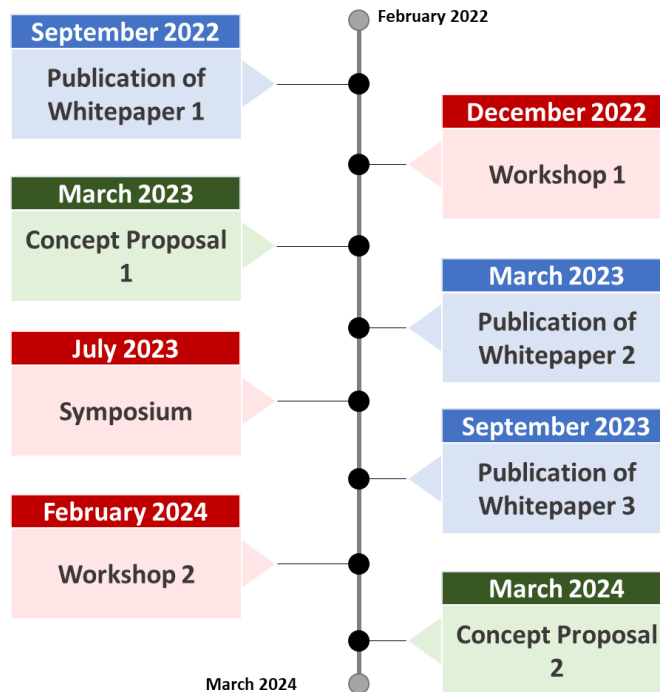 February 2022
September 2022
Publication of
Whitepaper 1
December 2022
Workshop 1
March 2023
Concept Proposal
1
March 2023
Publication of
Whitepaper 2
July 2023
Symposium
September 2023
Publication of
Whitepaper 3
February 2024
Workshop 2
March 2024
Concept Proposal
2
March 2024